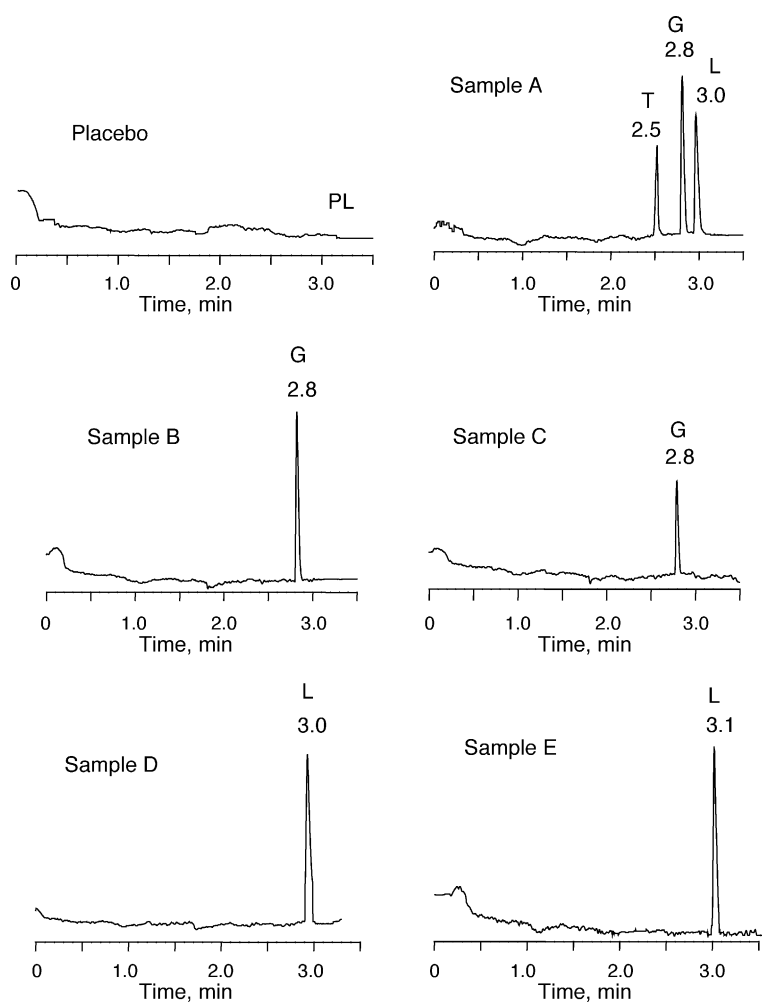 Placebo
PL
0 1.0 2.0 3.0
Time, min
G
2.8
L
3.0
T
2.5
Sample A
0 1.0 2.0 3.0
Time, min
G
2.8
Sample B
0 1.0 2.0 3.0
Time, min
G
2.8
Sample C
0 1.0 2.0 3.0
Time, min
L
3.0
Sample D
0 1.0 2.0 3.0
Time, min
L
3.1
Sample E
0 1.0 2.0 3.0
Time, min